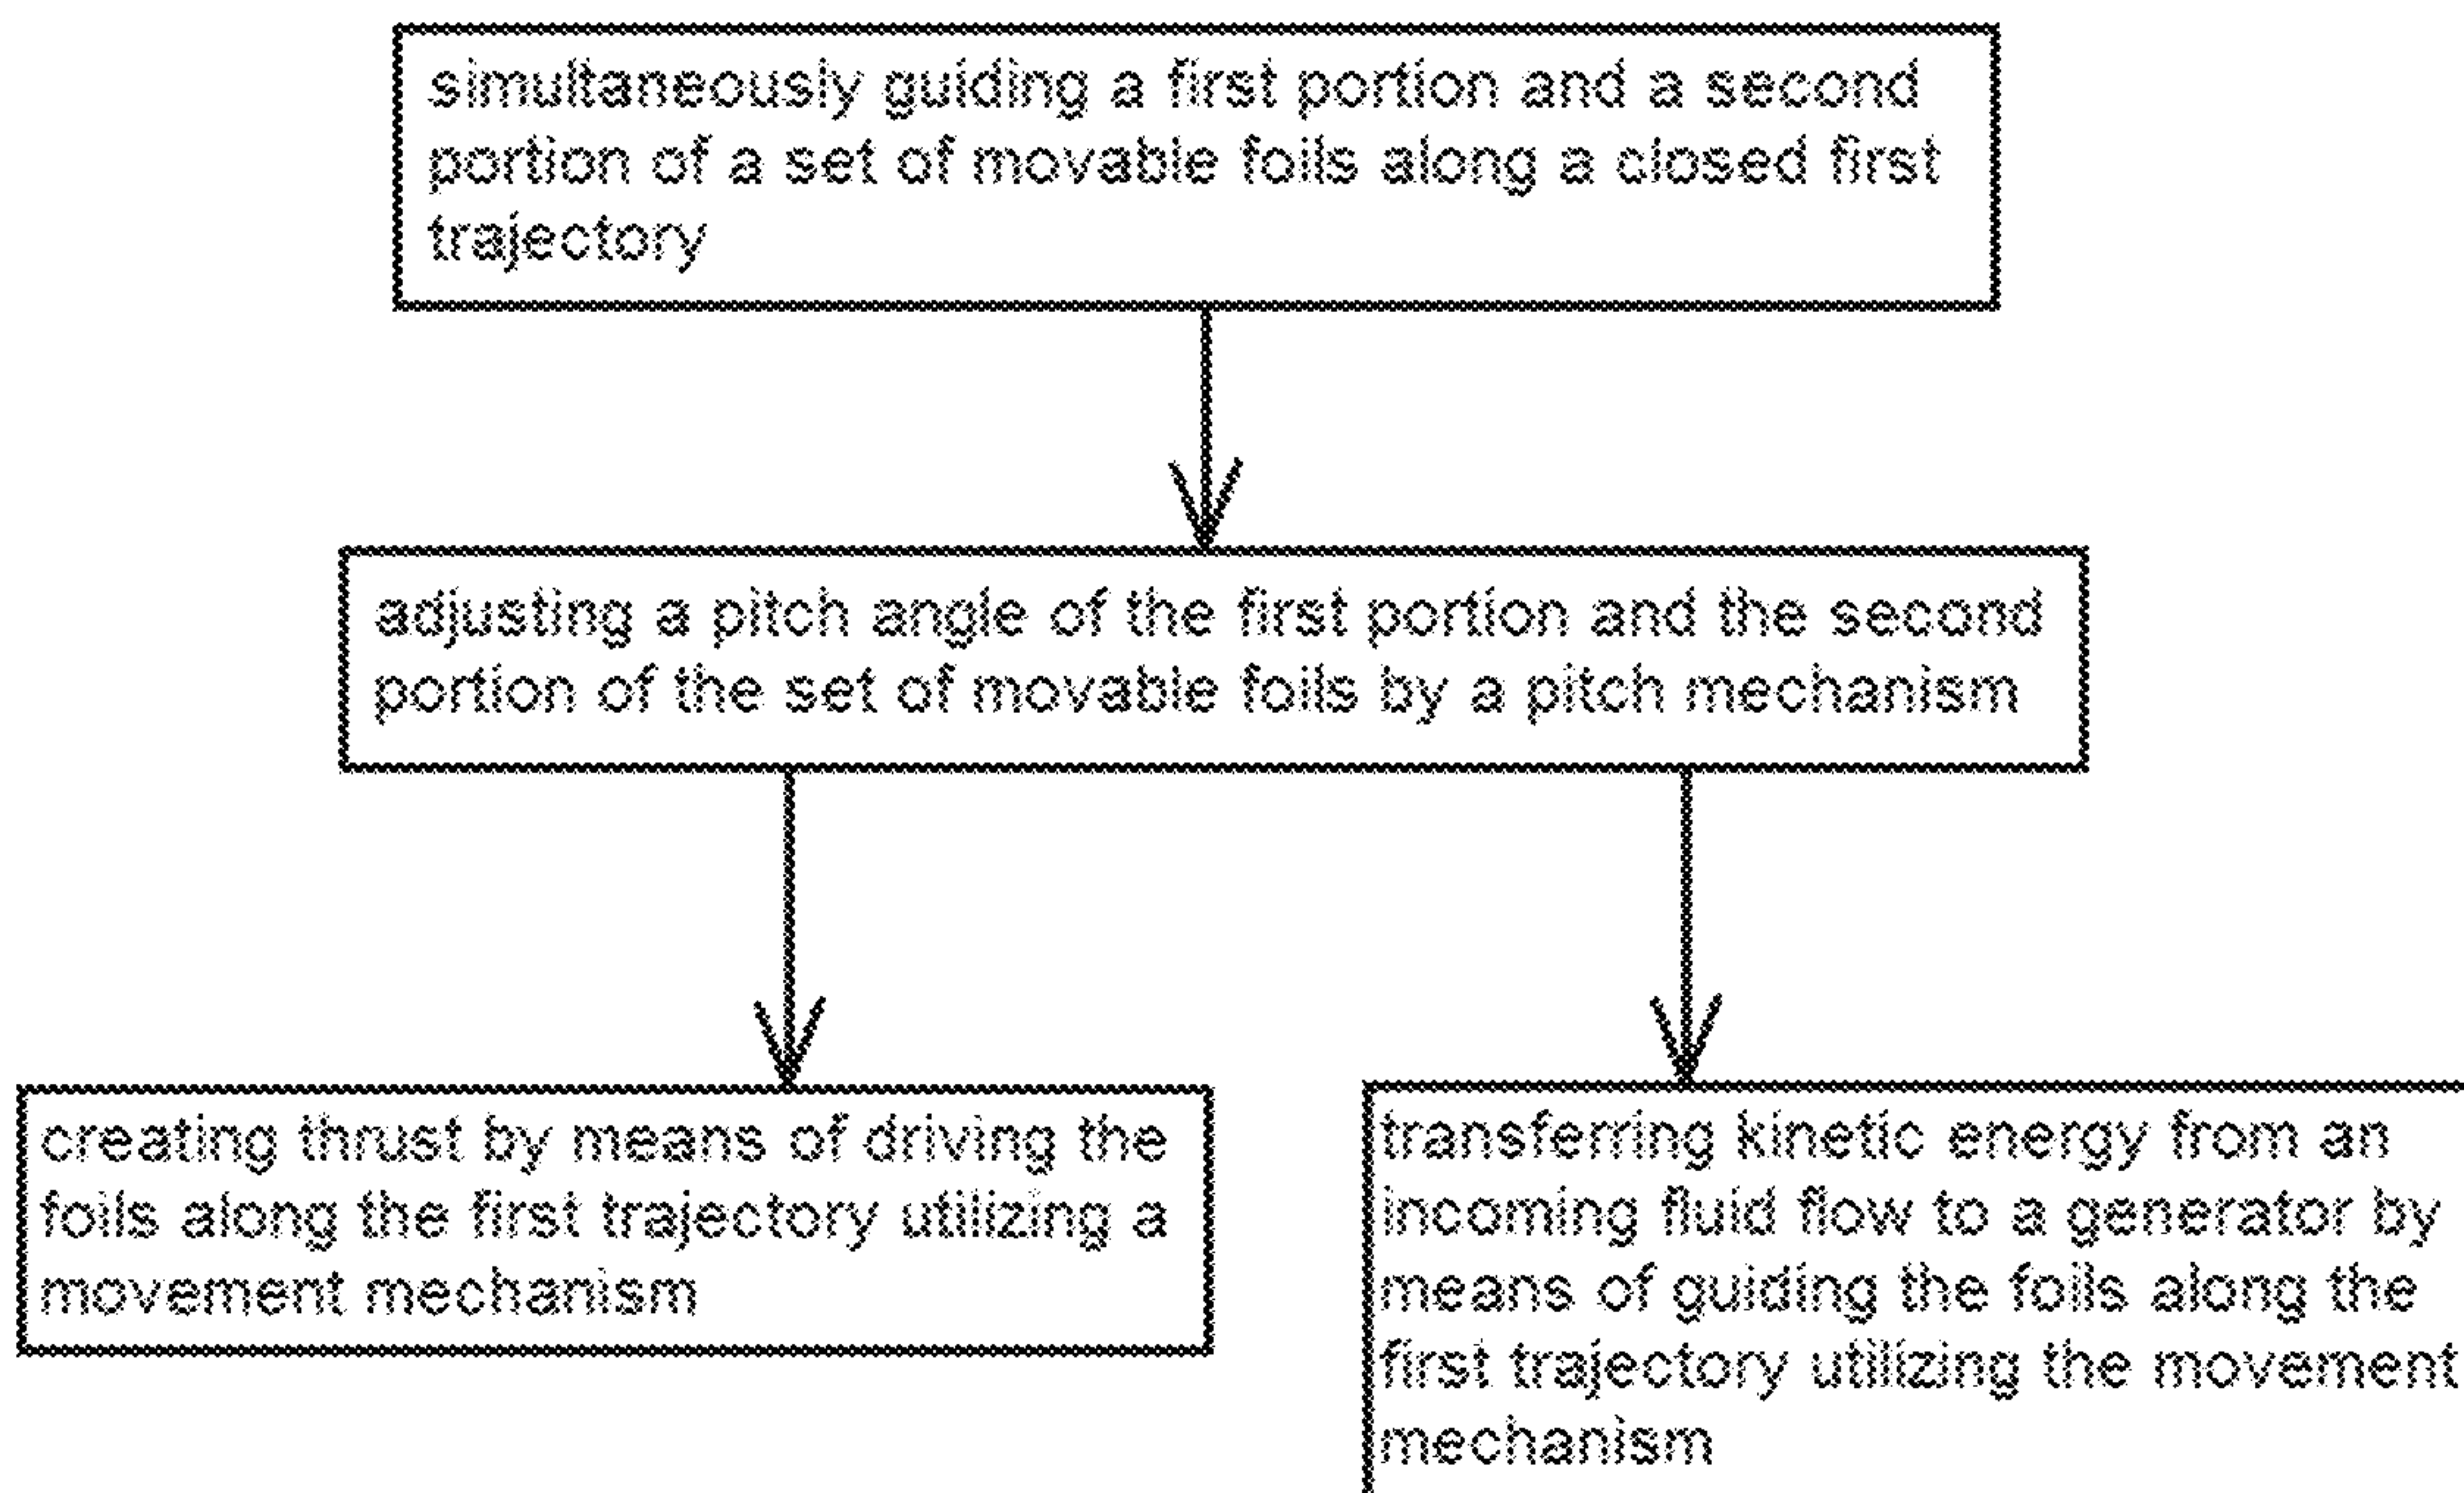 simultaneously guiding a first portion and a second
portion of a set of movable foils along a closed first
trajectory
adjusting a pitch angle of the first portion and the second
portion of the set of movable foils by a pitch mechanism
creating thrust by means of driving the
foils along the first trajectory utilizing a
movement mechanism
transferring kinetic energy from an
incoming fluid flow to a generator by
means of guiding the foils along the
first trajectory utilizing the movement
mechanism